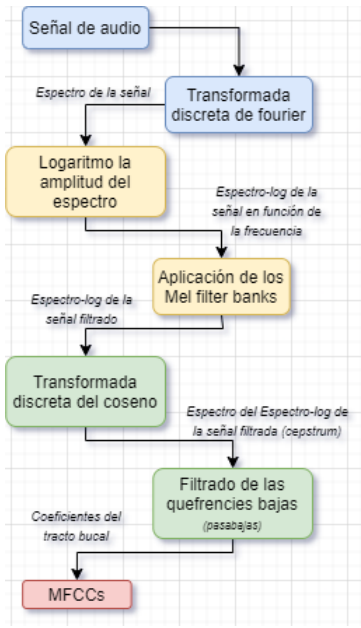 Señal de audio
Espectro de la señal
Transformada
discreta de fourier
Logaritmo la
amplitud del
espectro
Espectro-log de la
señal en función de
la frecuencia
Aplicación de los
Mel filter banks
Espectro-log de la
señal filtrado
Transformada
discreta del coseno
Espectro del Espectro-log de
la señal filtrada (cepstrum)
Filtrado de las
quefrencies bajas
(pasabajas)
Coeficientes del
tracto bucal
MFCCs